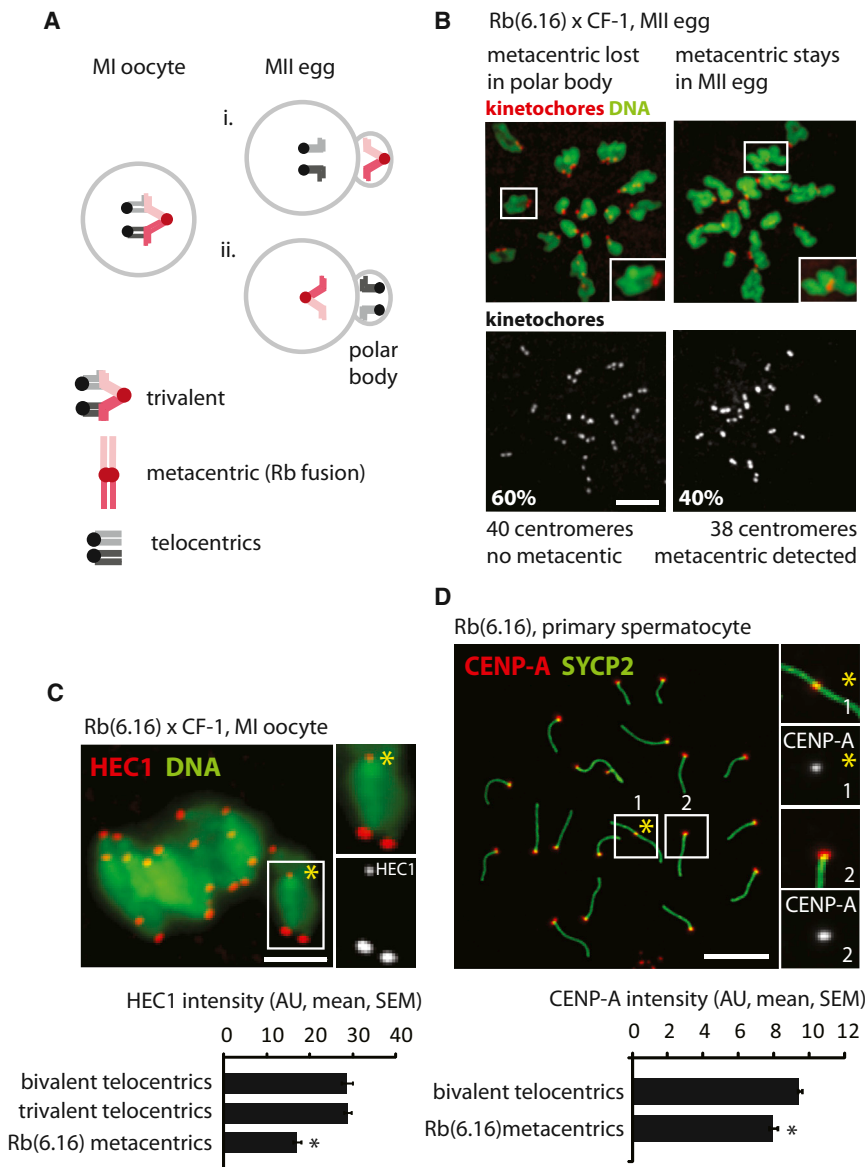 A
MI oocyte
MII egg
i.
ii.
polar
body
trivalent
metacentric (Rb fusion)
telocentrics
B
Rb(6.16) x CF-1, MII egg
metacentric lost
in polar body
metacentric stays
in MII egg
kinetochores DNA
kinetochores
60%
40%
40 centromeres
no metacentic
38 centromeres
metacentric detected
C
Rb(6.16) x CF-1, MI oocyte
HEC1 DNA
*
*
HEC1
HEC1 intensity (AU, mean, SEM)
0 10 20 30 40
bivalent telocentrics
trivalent telocentrics
Rb(6.16) metacentrics *
D
Rb(6.16), primary spermatocyte
CENP-A SYCP2
1 2
*
*
1
CENP-A
*
1
2
CENP-A
2
CENP-A intensity (AU, mean, SEM)
0 2 4 6 8 10 12
bivalent telocentrics
Rb(6.16)metacentrics *